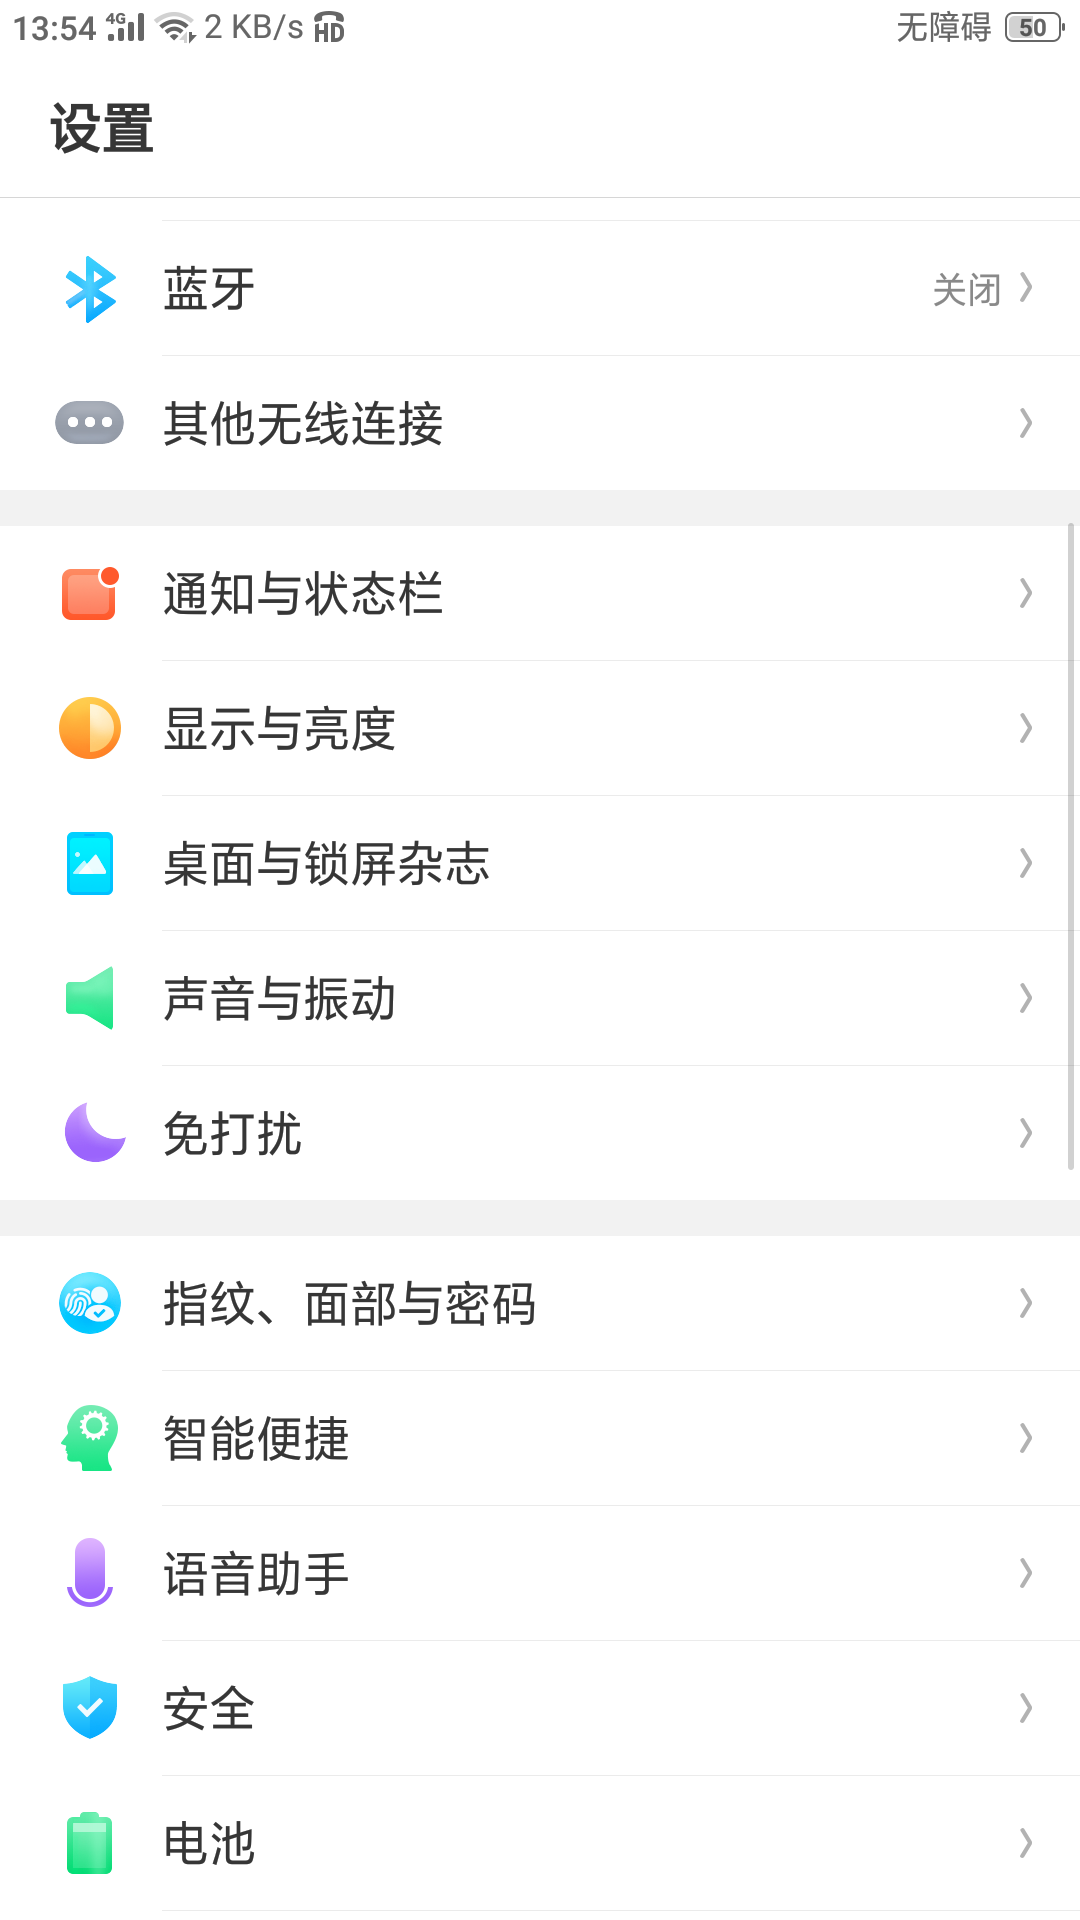 13:54 4G 2 KB/s HD 无障碍 50
设置
蓝牙 关闭
其他无线连接
通知与状态栏
显示与亮度
桌面与锁屏杂志
声音与振动
免打扰
指纹、面部与密码
智能便捷
语音助手
安全
电池